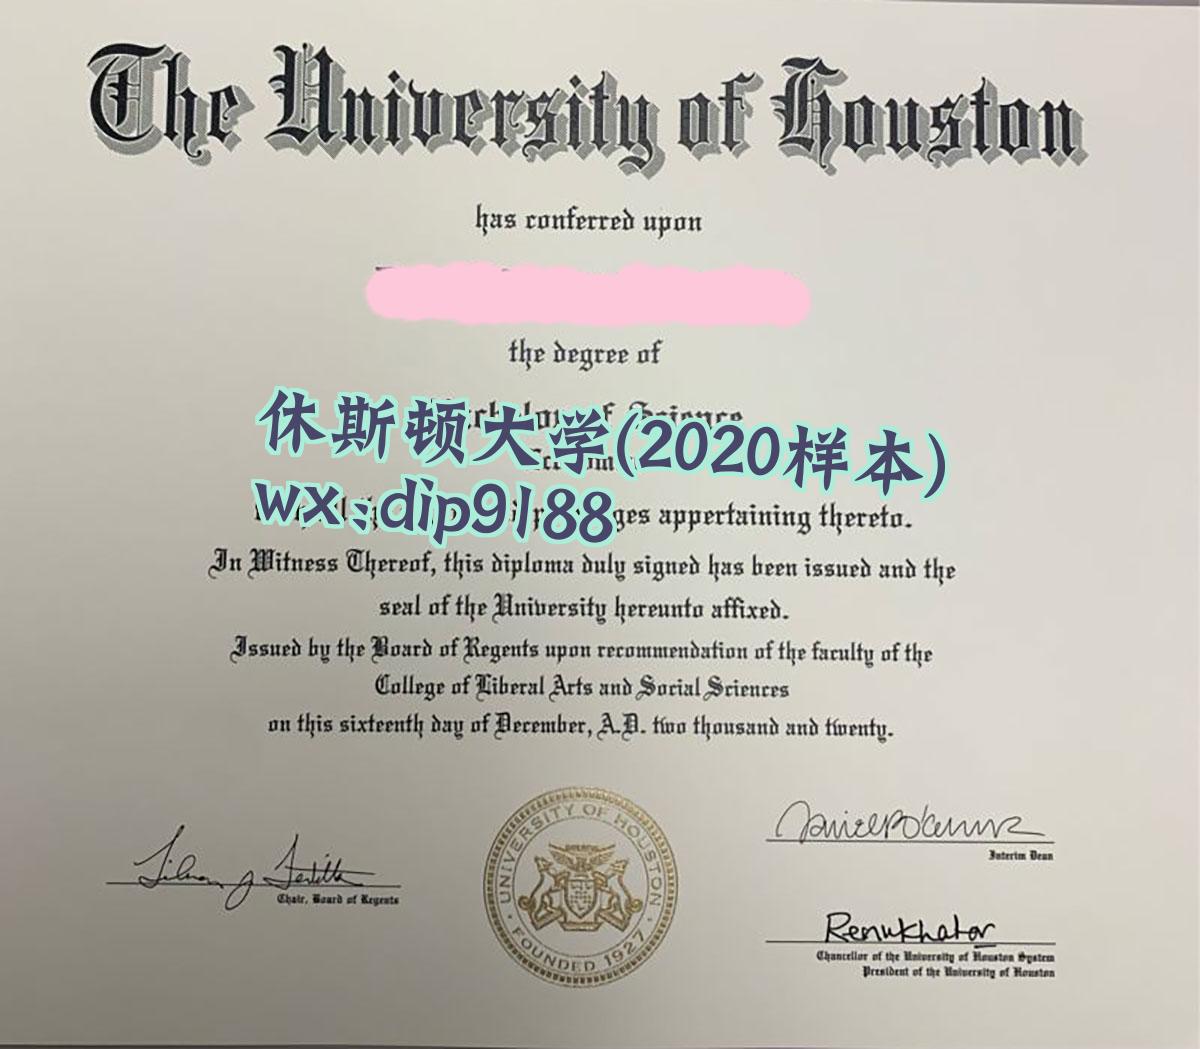 The University of Houston
has conferred upon
the degree of
休斯顿大学(2020样本)
wx:dip9188
appertaining thereto.
In Witness Thereof, this diploma duly signed has been issued and the
seal of the University hereunto affixed.
Issued by the Board of Regents upon recommendation of the faculty of the
College of Liberal Arts and Social Sciences
on this sixteenth day of December, A.D. two thousand and twenty.
Interim Dean
Chair, Board of Regents
UNIVERSITY OF HOUSTON
FOUNDED 1927
Renu Khator
Chancellor of the University of Houston System
President of the University of Houston